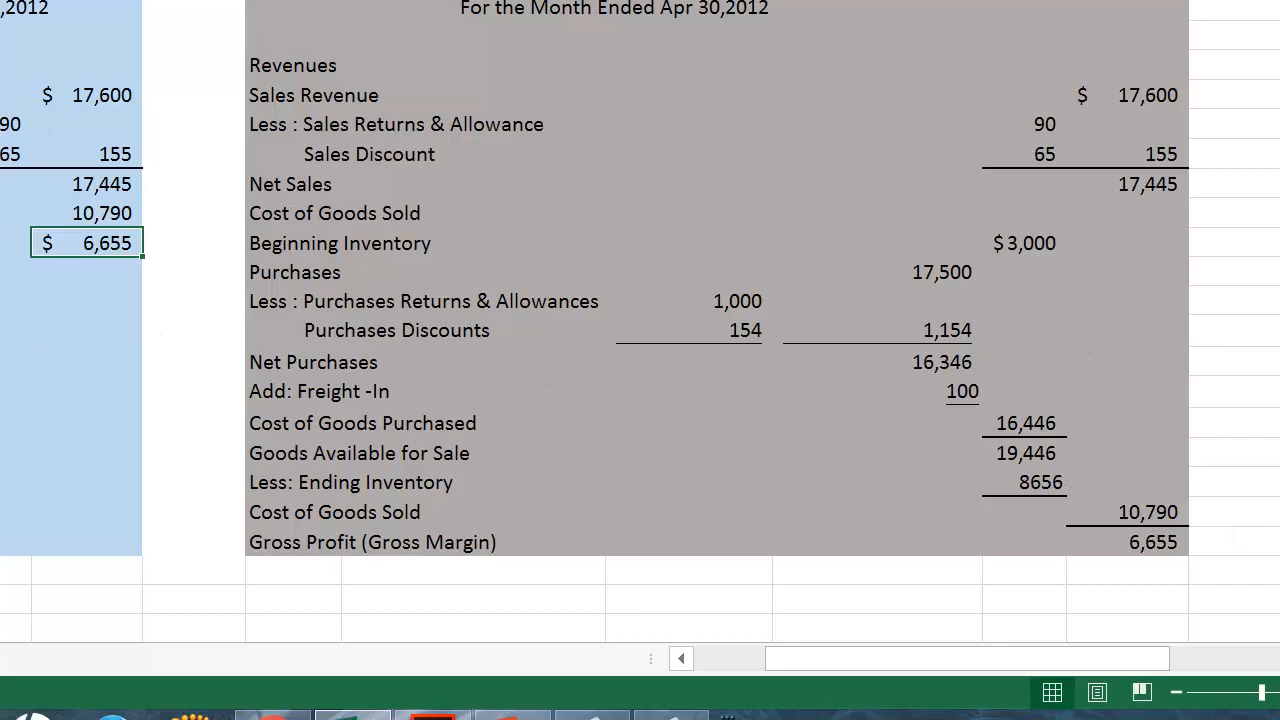 ,2012
For the Month Ended Apr 30,2012
Revenues
$ 17,600
Sales Revenue $ 17,600
90
Less : Sales Returns & Allowance 90
65 155
Sales Discount 65 155
17,445
Net Sales 17,445
10,790
Cost of Goods Sold
$ 6,655
Beginning Inventory $3,000
Purchases 17,500
Less : Purchases Returns & Allowances 1,000
Purchases Discounts 154 1,154
Net Purchases 16,346
Add: Freight -In 100
Cost of Goods Purchased 16,446
Goods Available for Sale 19,446
Less: Ending Inventory 8656
Cost of Goods Sold 10,790
Gross Profit (Gross Margin) 6,655